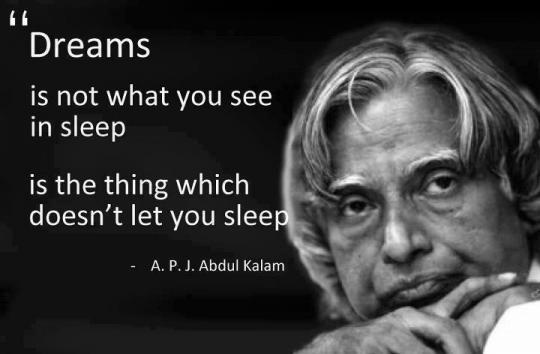 “
Dreams
is not what you see
in sleep
is the thing which
doesn’t let you sleep
- A. P. J. Abdul Kalam